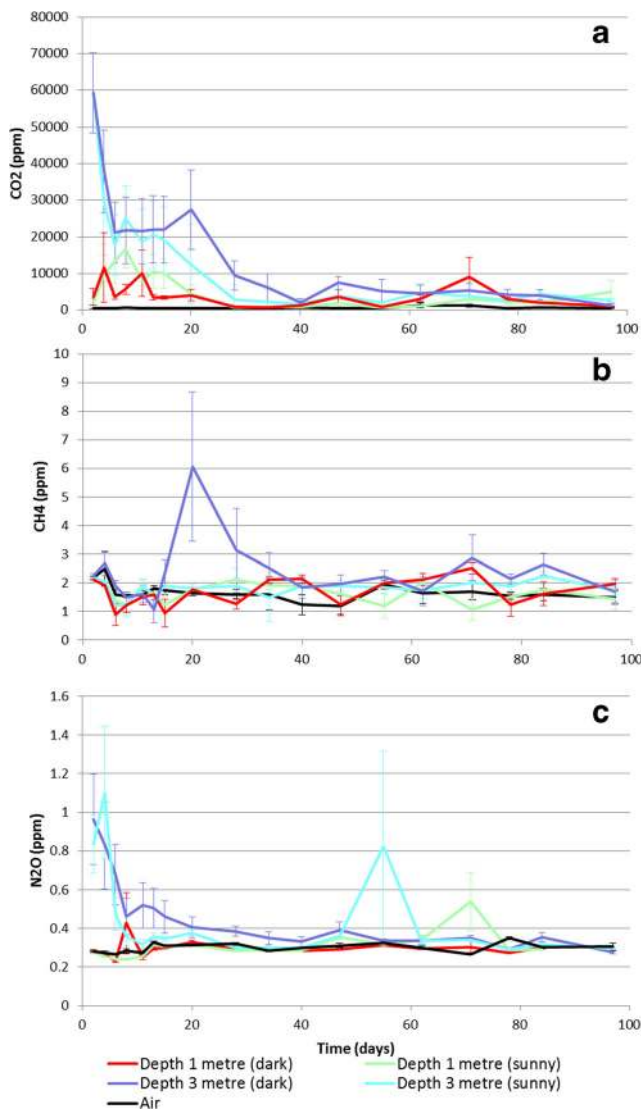 a
80000
70000
60000
50000
40000
30000
20000
10000
0
CO2 (ppm)
0 20 40 60 80 100
b
10
9
8
7
6
5
4
3
2
1
0
CH4 (ppm)
0 20 40 60 80 100
c
1.6
1.4
1.2
1
0.8
0.6
0.4
0.2
0
N2O (ppm)
0 20 40 60 80 100
Time (days)
Depth 1 metre (dark) Depth 1 metre (sunny)
Depth 3 metre (dark) Depth 3 metre (sunny)
Air